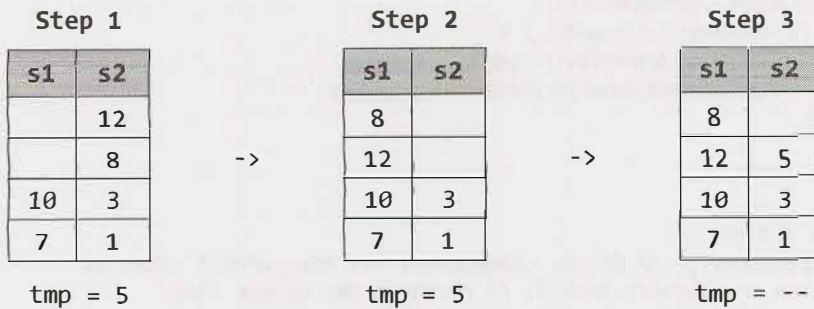 Step 1 Step 2 Step 3
s1 s2 s1 s2 s1 s2
12 8 8
8 -> 12 -> 12 5
10 3 10 3 10 3
7 1 7 1 7 1
tmp = 5 tmp = 5 tmp = --